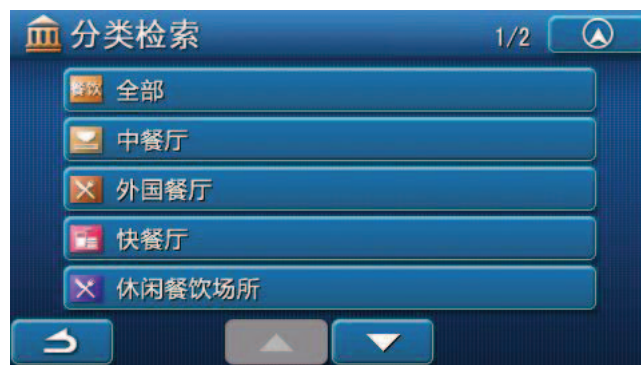 分类检索 1/2
餐饮 全部
中餐厅
外国餐厅
快餐厅
休闲餐饮场所